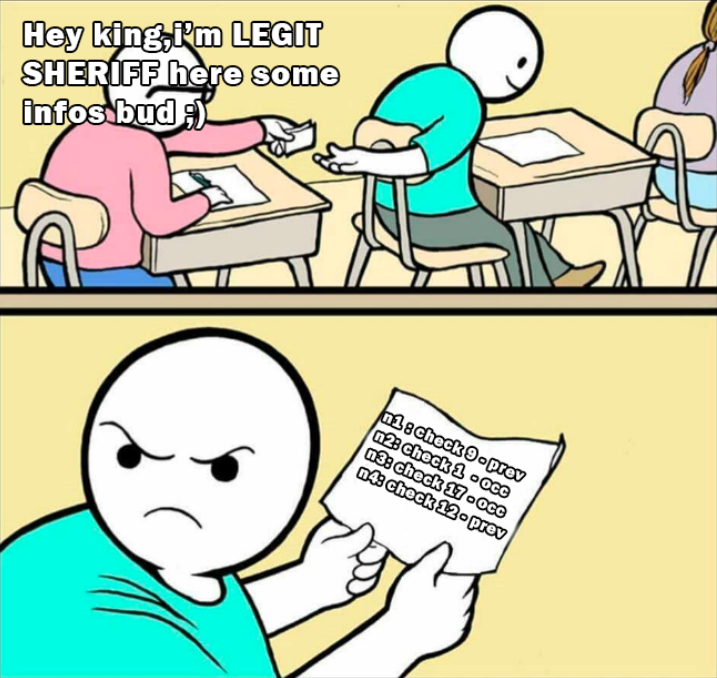 Hey king,i'm LEGIT
SHERIFF here some
infos bud ;)
n1 : check 9 - prev
n2: check 1 - occ
n3: check 17 - occ
n4: check 12 - prev